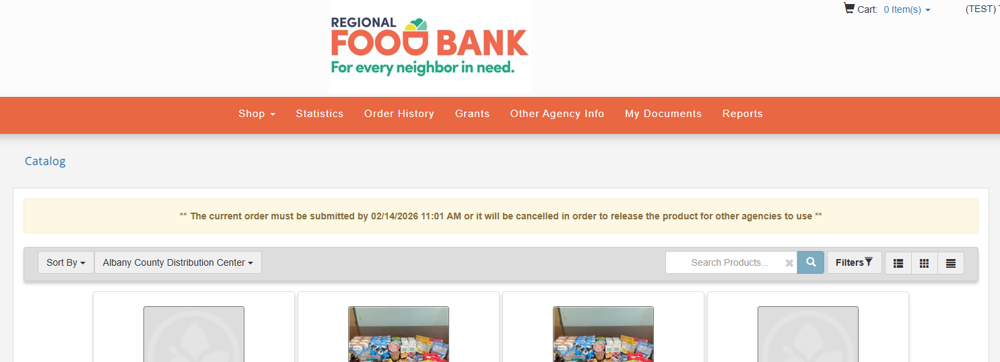 Cart: 0 Item(s)
(TEST)
REGIONAL
FOOD BANK
For every neighbor in need.
Shop Statistics Order History Grants Other Agency Info My Documents Reports
Catalog
** The current order must be submitted by 02/14/2026 11:01 AM or it will be cancelled in order to release the product for other agencies to use **
Sort By Albany County Distribution Center Search Products... Filters